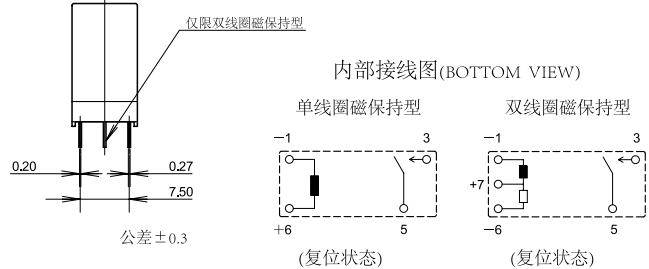 仅限双线圈磁保持型
内部接线图(BOTTOM VIEW)
单线圈磁保持型
双线圈磁保持型
−1 3
−1 3
0.20 0.27
+7
7.50
+6 5
−6 5
公差±0.3
(复位状态)
(复位状态)